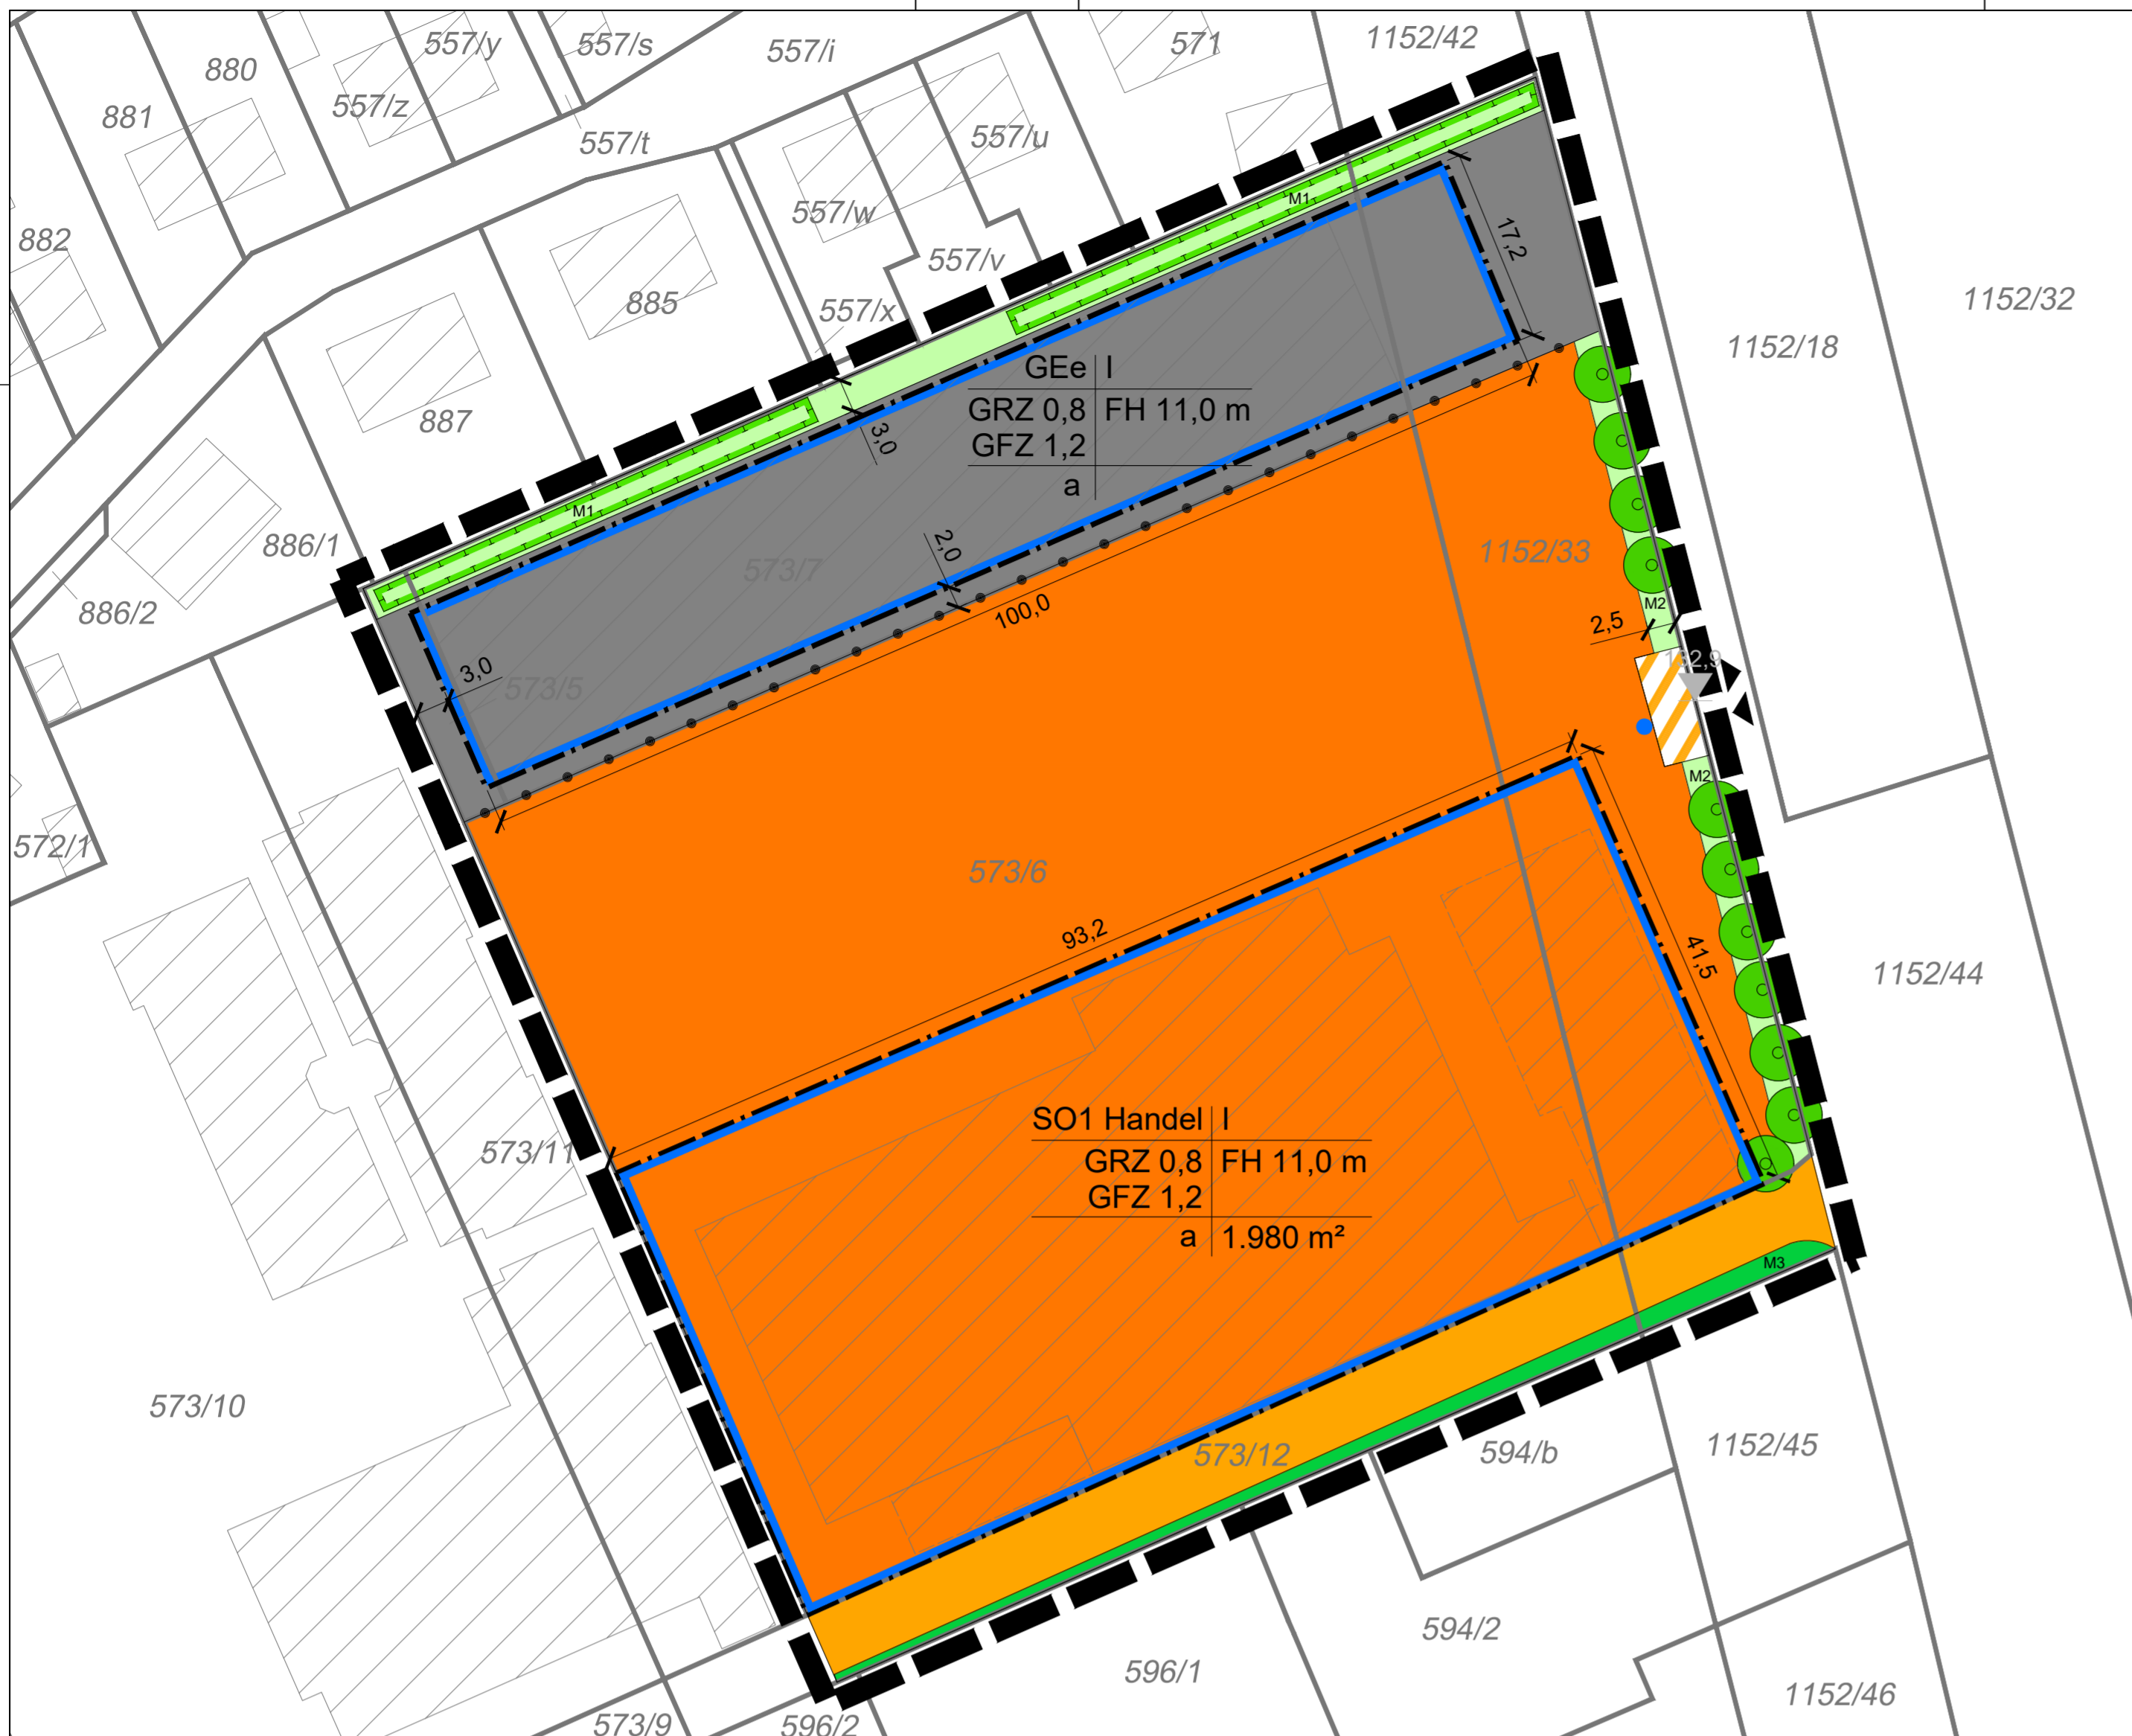 557/y
557/s
557/i
571
1152/42
880
557/z
881
557/t
557/u
882
557/w
557/v
885
557/x
887
M1
17,2
1152/32
1152/18
GEe I
GRZ 0,8 FH 11,0 m
GFZ 1,2
a
3,0
M1
886/1
886/2
573/7
2,0
100,0
1152/33
M2
2,5
132,9
3,0
573/5
M2
572/1
573/6
93,2
41,5
1152/44
SO1 Handel I
GRZ 0,8 FH 11,0 m
GFZ 1,2
a 1.980 m²
573/11
M3
573/10
573/12
594/b
1152/45
594/2
596/1
1152/46
573/9
596/2